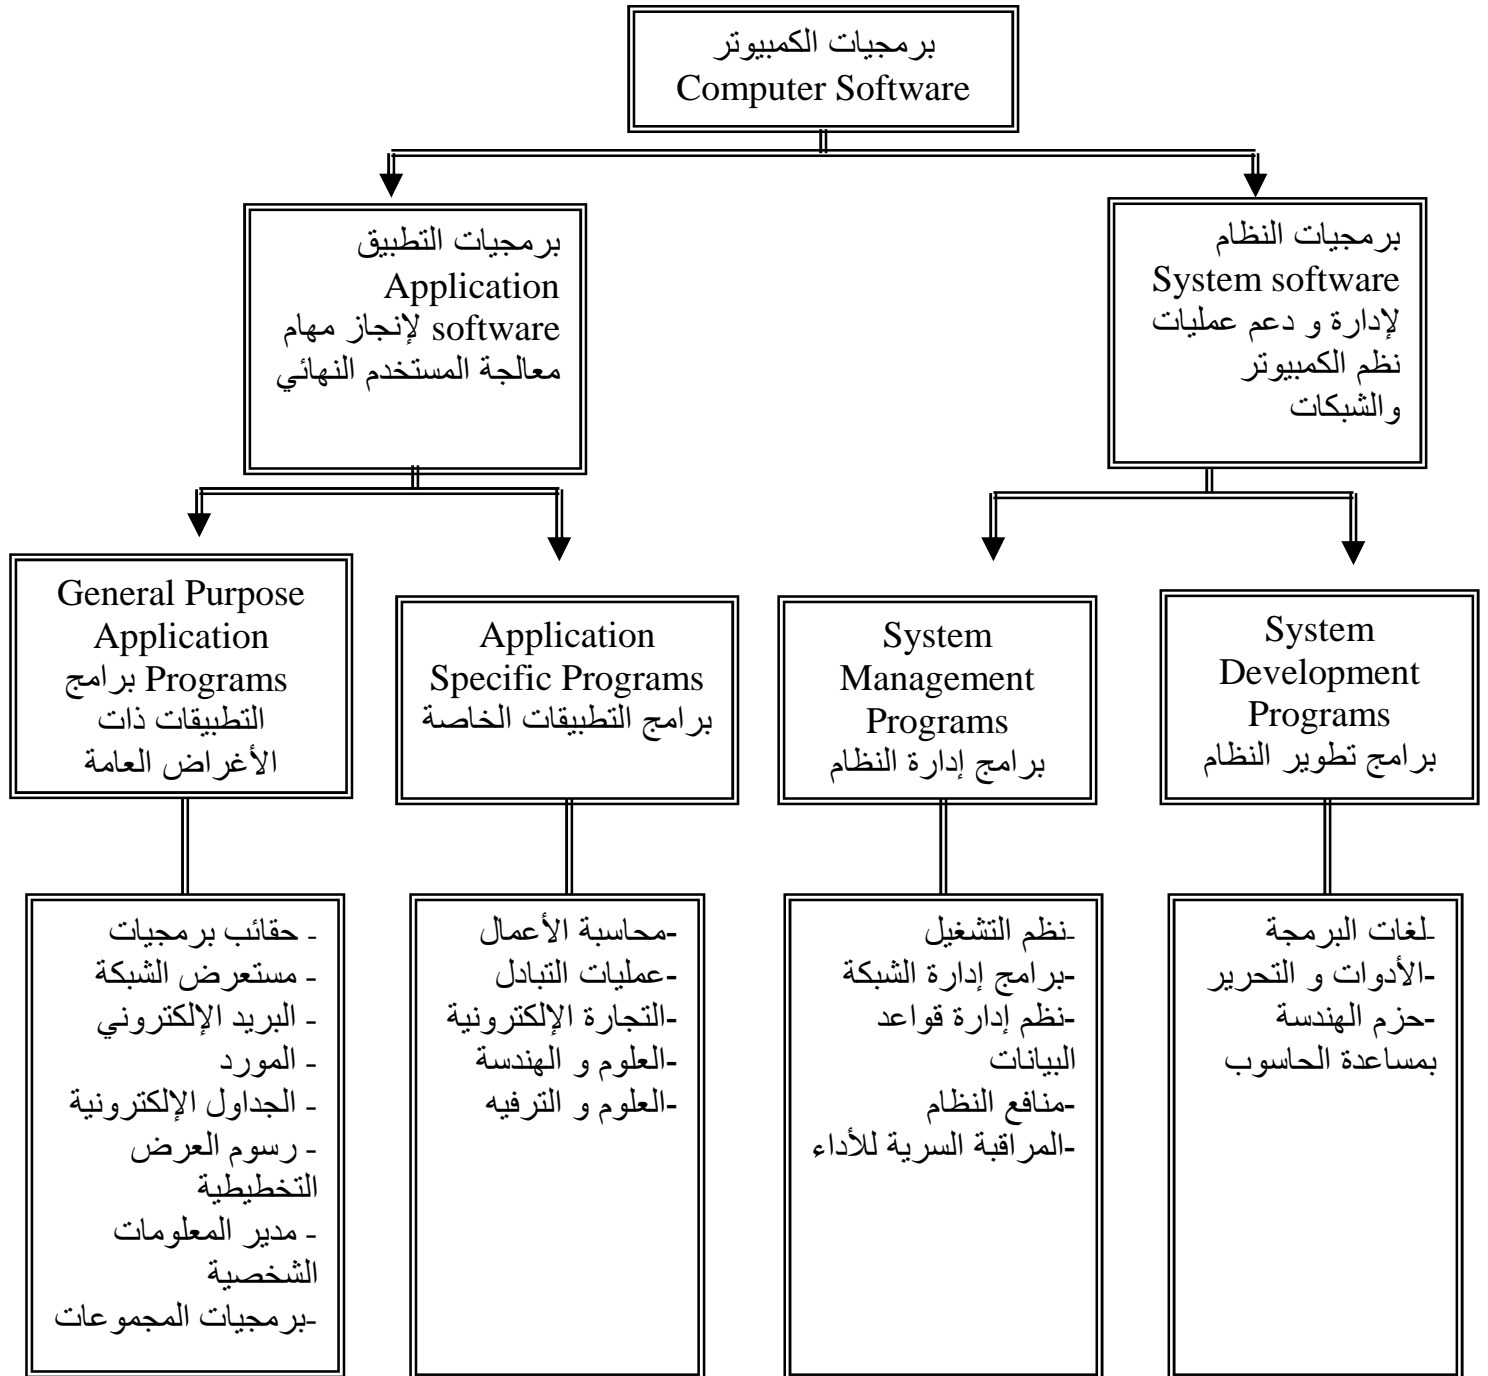 برمجيات الكمبيوتر
Computer Software
برمجيات النظام
System software
لإدارة و دعم عمليات
نظم الكمبيوتر
والشبكات
برمجيات التطبيق
Application
software لإنجاز مهام
معالجة المستخدم النهائي
System
Development
Programs
برامج تطوير النظام
System
Management
Programs
برامج إدارة النظام
Application
Specific Programs
برامج التطبيقات الخاصة
General Purpose
Application
Programs برامج
التطبيقات ذات
الأغراض العامة
-لغات البرمجة
-الأدوات و التحرير
-حزم الهندسة
بمساعدة الحاسوب
-نظم التشغيل
-برامج إدارة الشبكة
-نظم إدارة قواعد
البيانات
-منافع النظام
-المراقبة السرية للأداء
-محاسبة الأعمال
-عمليات التبادل
-التجارة الإلكترونية
-العلوم و الهندسة
-العلوم و الترفيه
- حقائب برمجيات
- مستعرض الشبكة
- البريد الإلكتروني
- المورد
- الجداول الإلكترونية
- رسوم العرض
التخطيطية
- مدير المعلومات
الشخصية
-برمجيات المجموعات